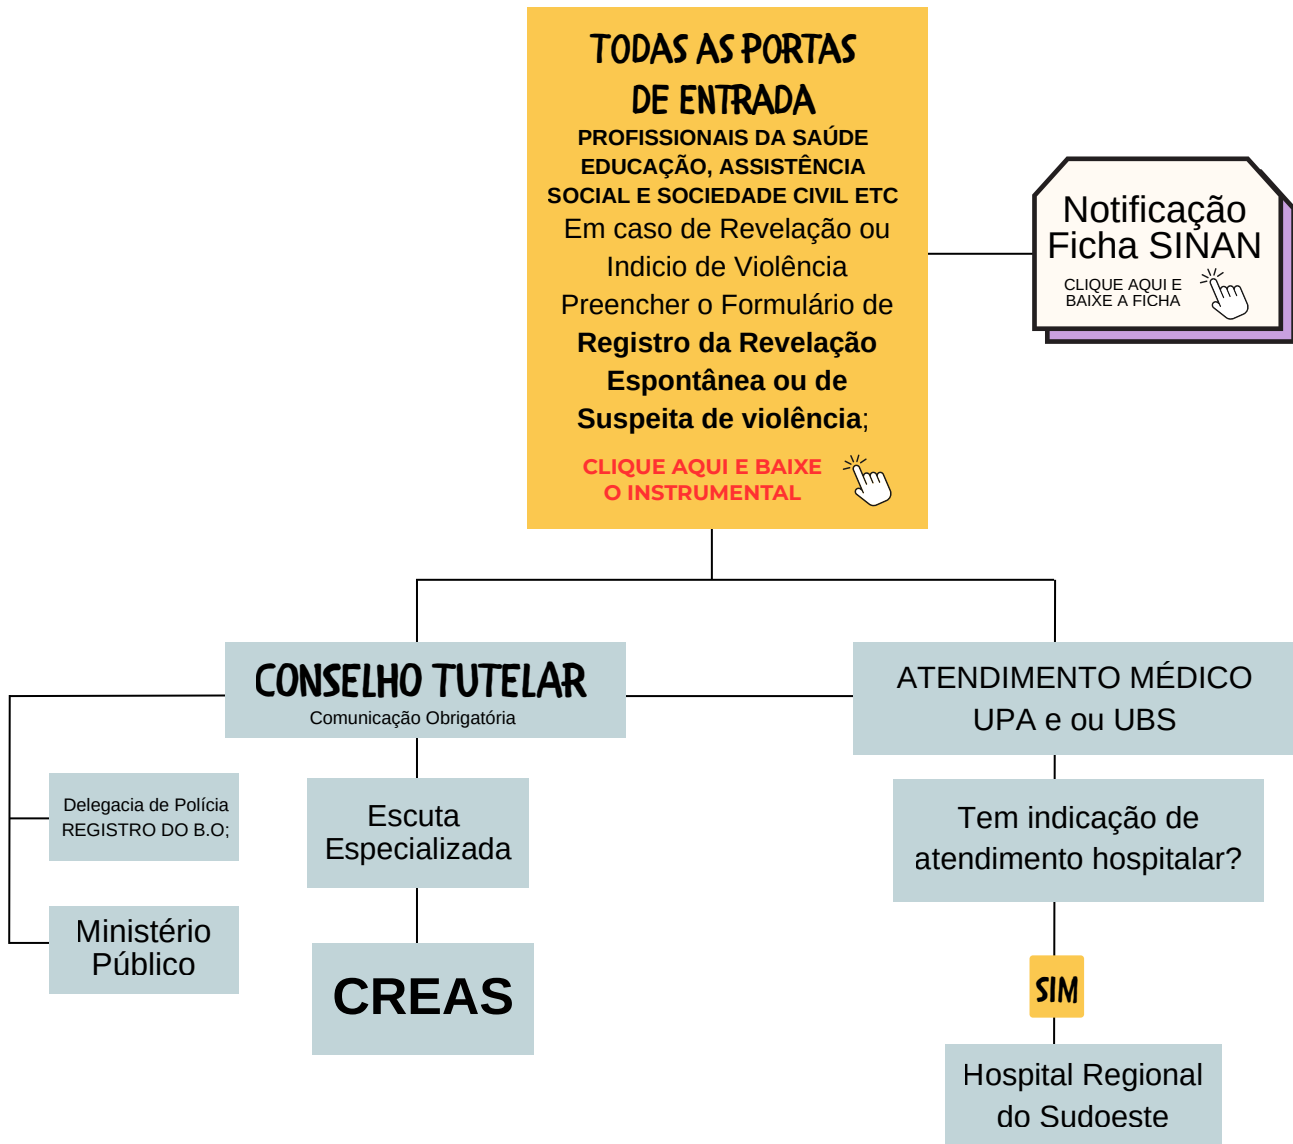 TODAS AS PORTAS
DE ENTRADA
PROFISSIONAIS DA SAÚDE
EDUCAÇÃO, ASSISTÊNCIA
SOCIAL E SOCIEDADE CIVIL ETC
Em caso de Revelação ou
Indicio de Violência
Preencher o Formulário de
Registro da Revelação
Espontânea ou de
Suspeita de violência;
CLIQUE AQUI E BAIXE
O INSTRUMENTAL
Notificação
Ficha SINAN
CLIQUE AQUI E
BAIXE A FICHA
CONSELHO TUTELAR
Comunicação Obrigatória
ATENDIMENTO MÉDICO
UPA e ou UBS
Delegacia de Polícia
REGISTRO DO B.O;
Escuta
Especializada
Tem indicação de
atendimento hospitalar?
Ministério
Público
CREAS
SIM
Hospital Regional
do Sudoeste